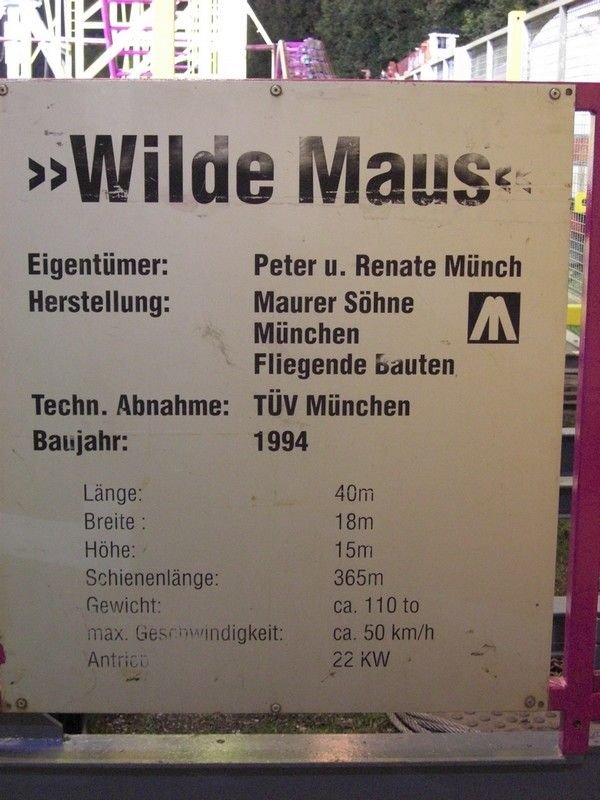 »Wilde Maus«
Eigentümer: Peter u. Renate Münch
Herstellung: Maurer Söhne
München
Fliegende Bauten
Techn. Abnahme: TÜV München
Baujahr: 1994
Länge: 40m
Breite : 18m
Höhe: 15m
Schienenlänge: 365m
Gewicht: ca. 110 to
max. Geschwindigkeit: ca. 50 km/h
Antrieb 22 KW